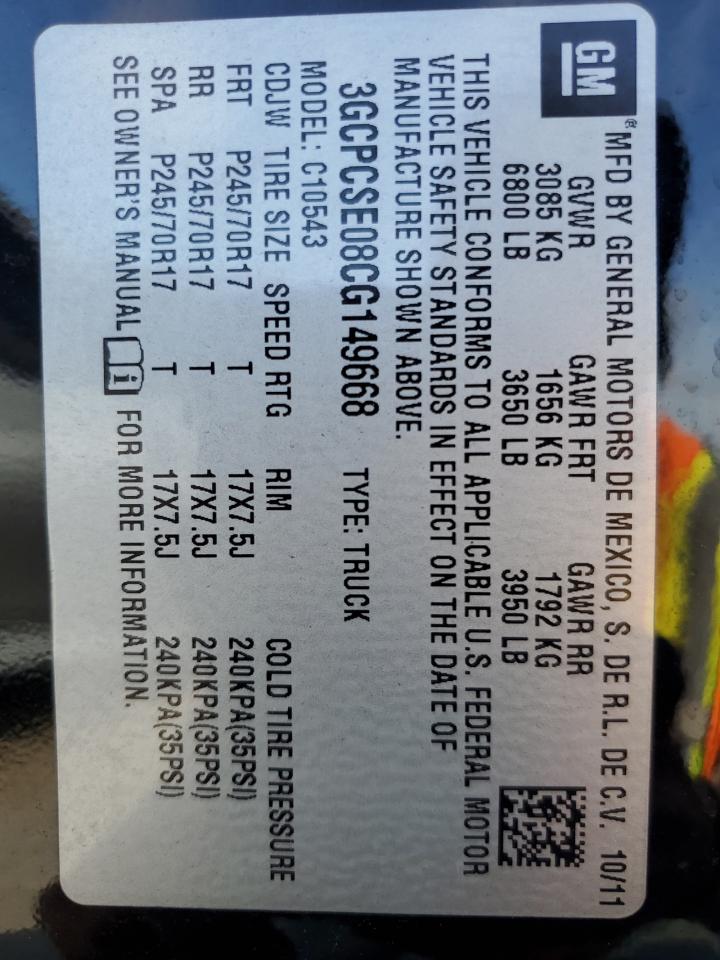 GM
® MFD BY GENERAL MOTORS DE MEXICO, S. DE R.L. DE C.V. 10/11
GVWR GAWR FRT GAWR RR
3085 KG 1656 KG 1792 KG
6800 LB 3650 LB 3950 LB
THIS VEHICLE CONFORMS TO ALL APPLICABLE U.S. FEDERAL MOTOR
VEHICLE SAFETY STANDARDS IN EFFECT ON THE DATE OF
MANUFACTURE SHOWN ABOVE.
3GCPCSE08CG149668 TYPE: TRUCK
MODEL: C10543
CDJW TIRE SIZE SPEED RTG RIM COLD TIRE PRESSURE
FRT P245/70R17 T 17X7.5J 240KPA(35PSI)
RR P245/70R17 T 17X7.5J 240KPA(35PSI)
SPA P245/70R17 T 17X7.5J 240KPA(35PSI)
SEE OWNER'S MANUAL i FOR MORE INFORMATION.